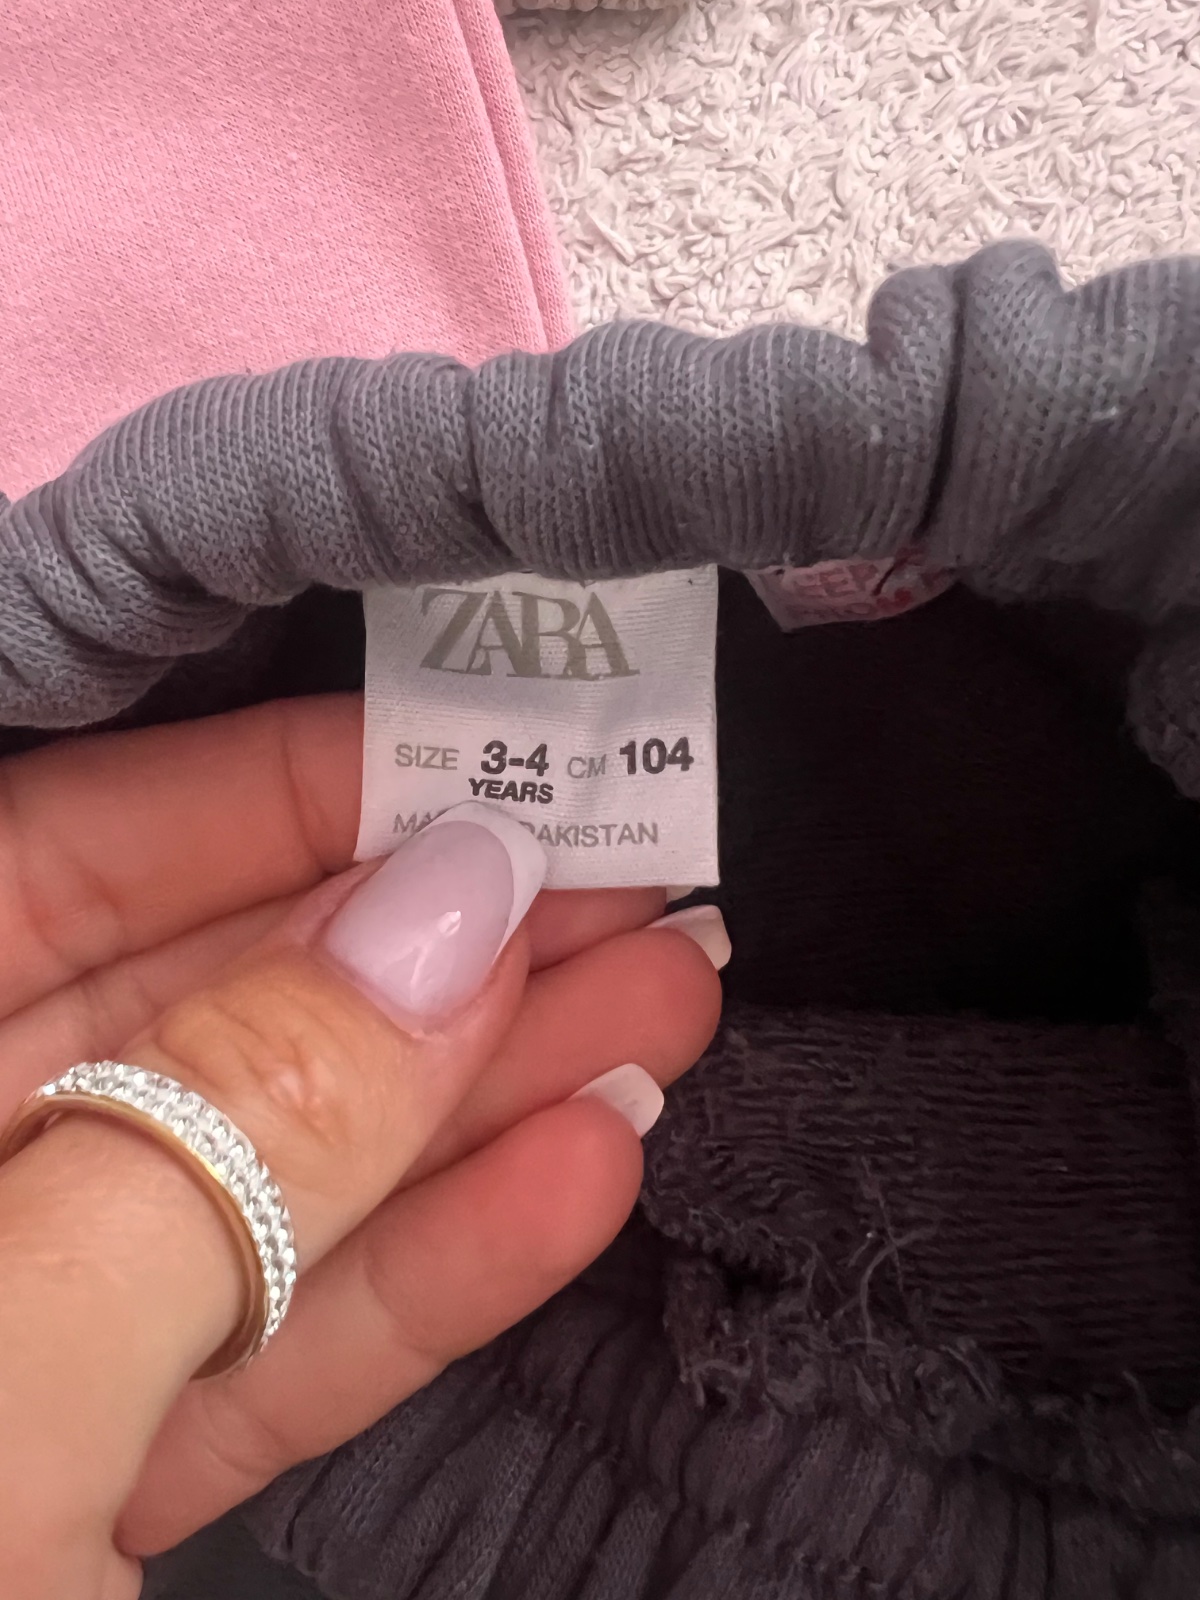 ZARA
SIZE 3-4 CM 104
YEARS
PAKISTAN